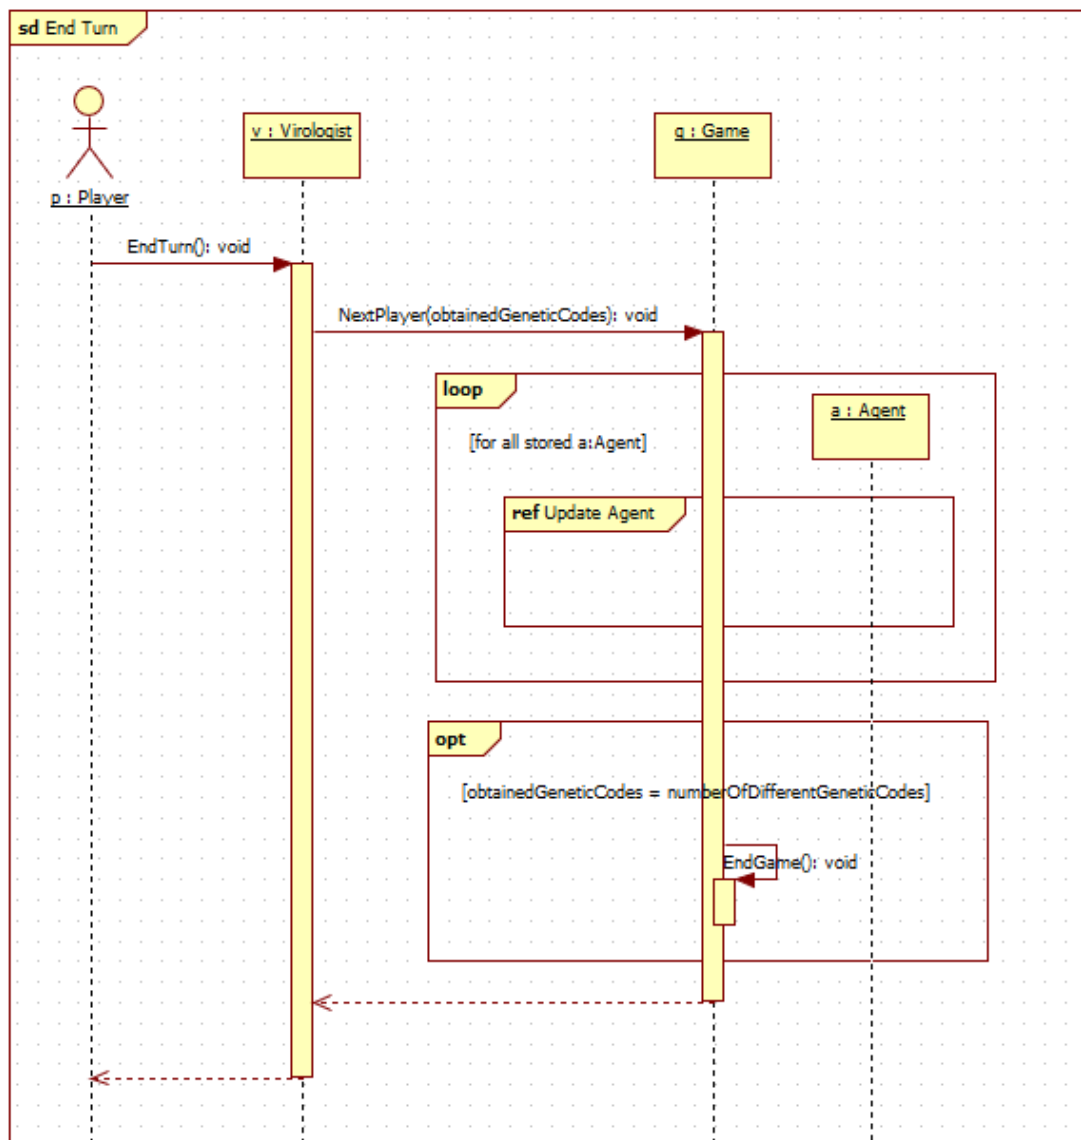 sd End Turn
v : Virologist
g : Game
p : Player
EndTurn(): void
NextPlayer(obtainedGeneticCodes): void
loop
a : Agent
[for all stored a:Agent]
ref Update Agent
opt
[obtainedGeneticCodes = numberOfDifferentGeneticCodes]
EndGame(): void